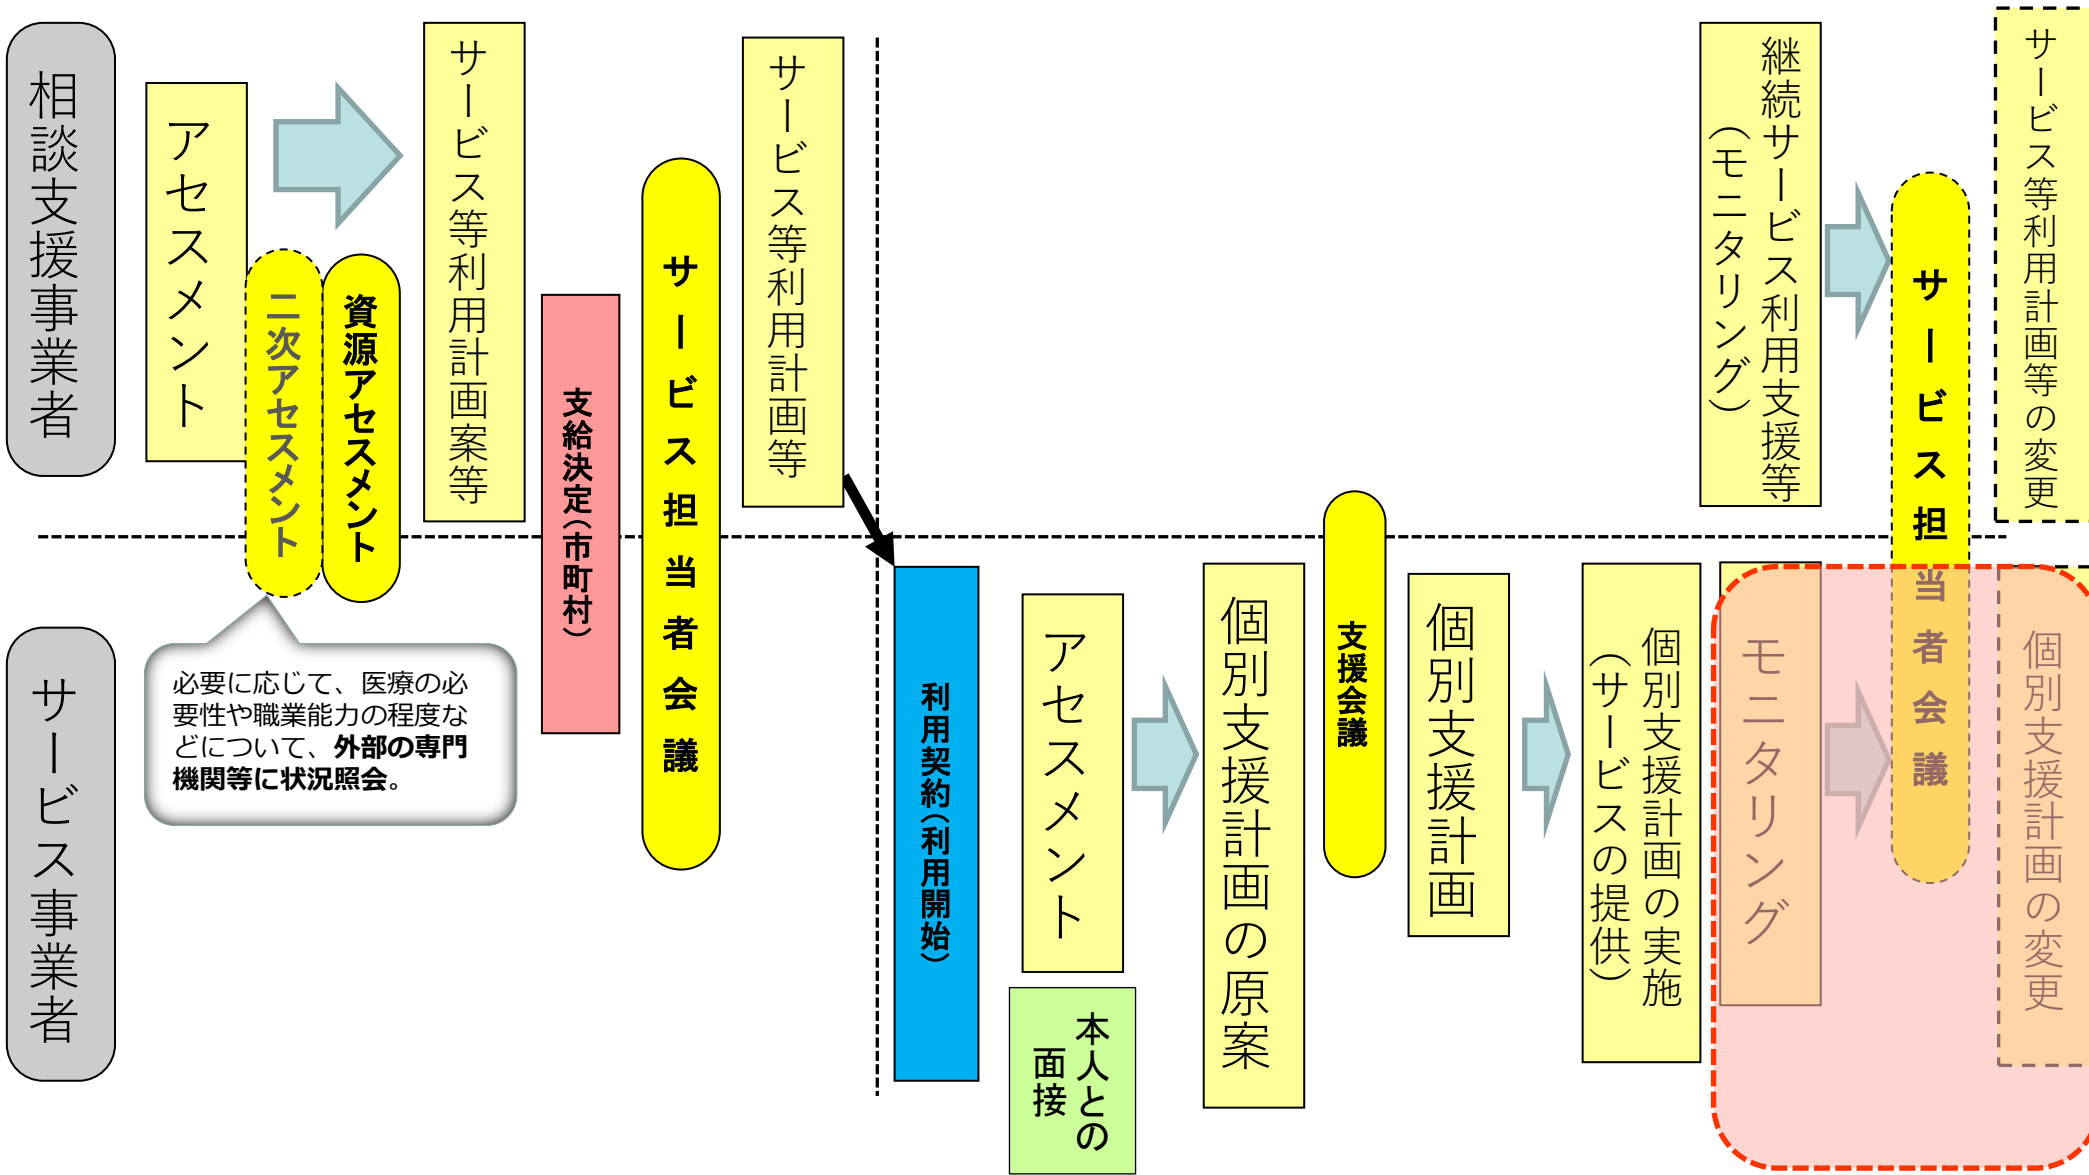 相談支援事業者
アセスメント
二次アセスメント
資源アセスメント
サービス等利用計画案等
支給決定（市町村）
サービス担当者会議
サービス等利用計画等
継続サービス利用支援等
（モニタリング）
サービス担当者会議
サービス等利用計画等の変更
サービス事業者
必要に応じて、医療の必
要性や職業能力の程度な
どについて、外部の専門
機関等に状況照会。
利用契約（利用開始）
アセスメント
本人との
面接
個別支援計画の原案
支援会議
個別支援計画
個別支援計画の実施
（サービスの提供）
モニタリング
個別支援計画の変更